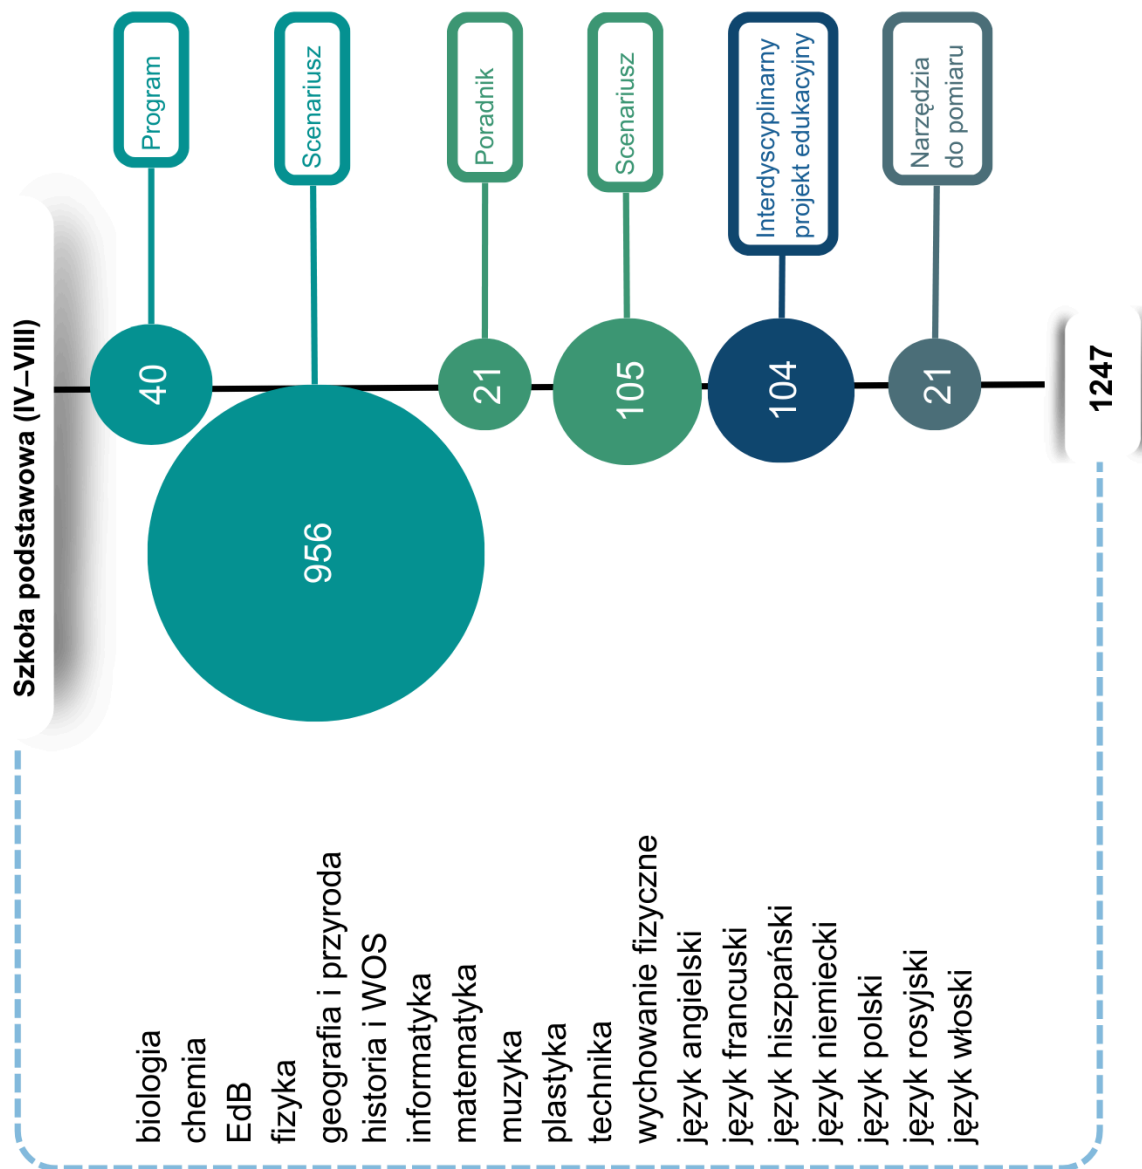 Szkoła podstawowa (IV–VIII)
biologia
chemia
EdB
fizyka
geografia i przyroda
historia i WOS
informatyka
matematyka
muzyka
plastyka
technika
wychowanie fizyczne
język angielski
język francuski
język hiszpański
język niemiecki
język polski
język rosyjski
język włoski
40
Program
956
Scenariusz
21
Poradnik
105
Scenariusz
104
Interdyscyplinarny
projekt edukacyjny
21
Narzędzia
do pomiaru
1247